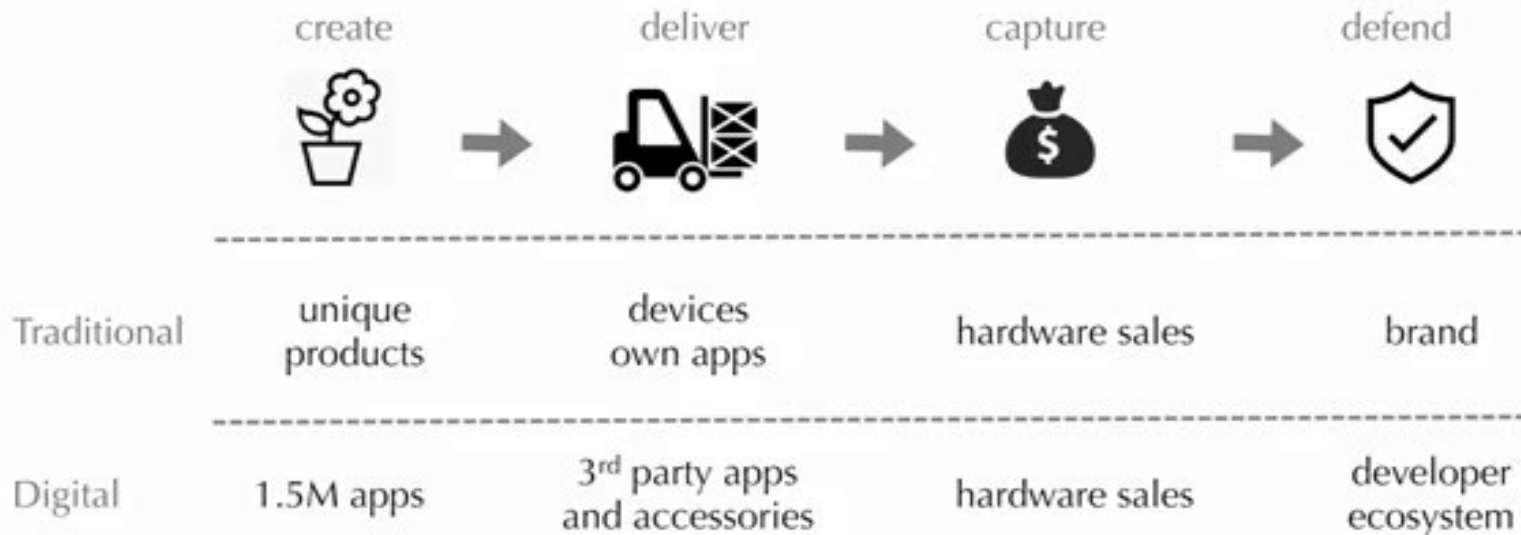 create deliver capture defend
$
Traditional unique products devices own apps hardware sales brand
Digital 1.5M apps 3rd party apps and accessories hardware sales developer ecosystem